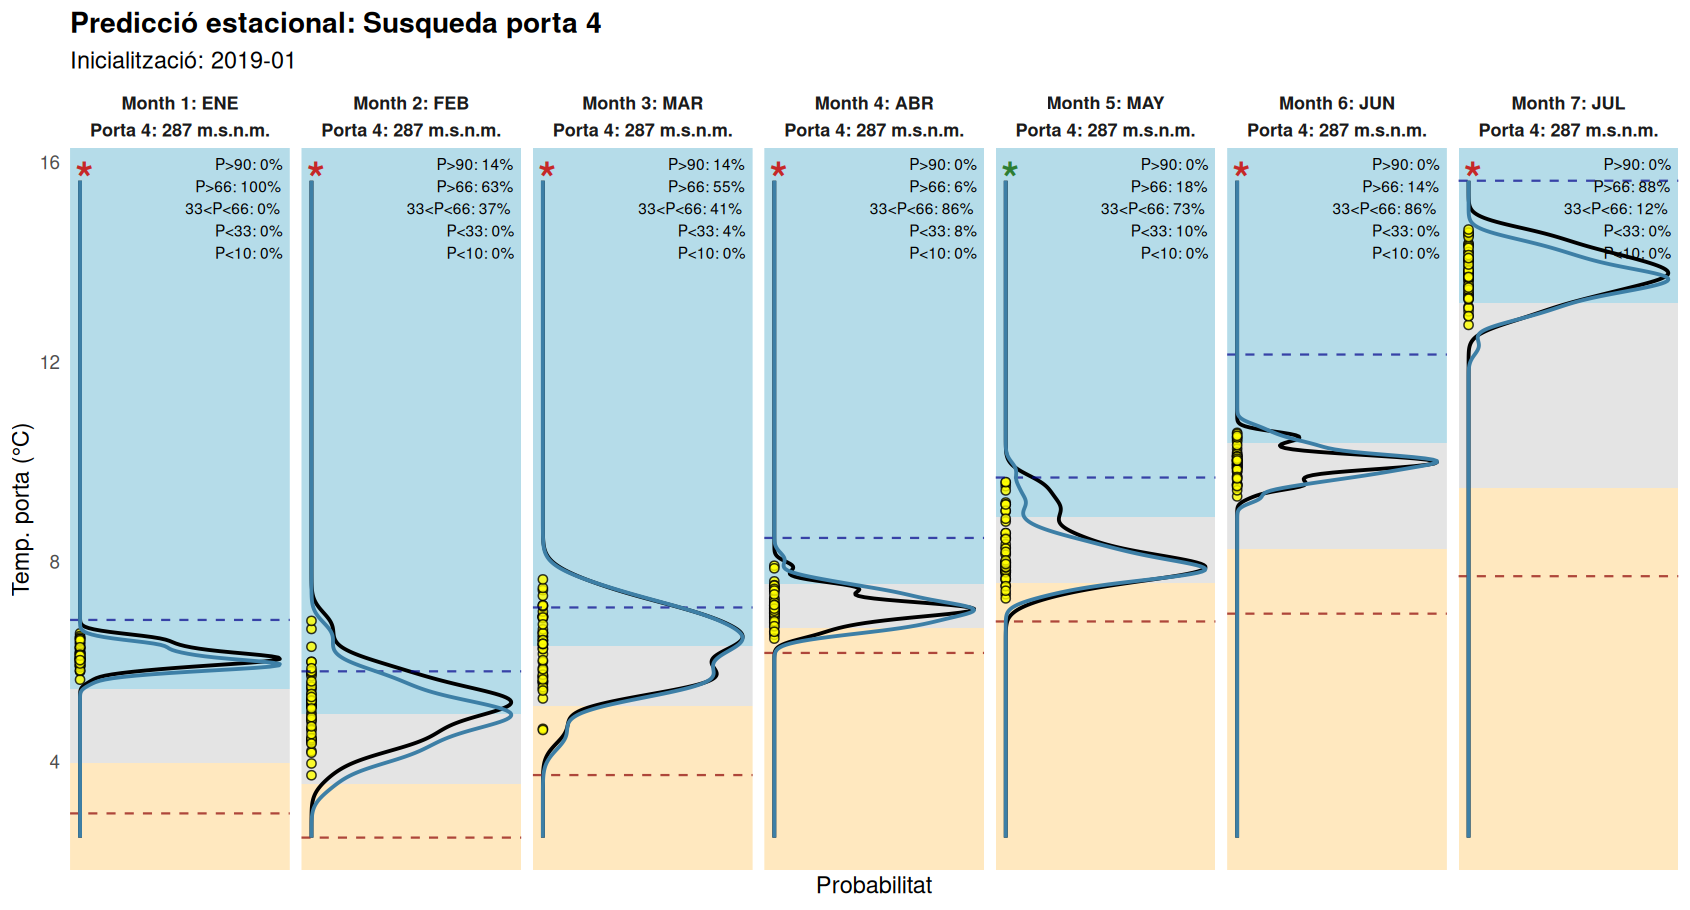 Predicció estacional: Susqueda porta 4
Inicialització: 2019-01
Month 1: ENE
Porta 4: 287 m.s.n.m.
Month 2: FEB
Porta 4: 287 m.s.n.m.
Month 3: MAR
Porta 4: 287 m.s.n.m.
Month 4: ABR
Porta 4: 287 m.s.n.m.
Month 5: MAY
Porta 4: 287 m.s.n.m.
Month 6: JUN
Porta 4: 287 m.s.n.m.
Month 7: JUL
Porta 4: 287 m.s.n.m.
Temp. porta (°C)
16
12
8
4
*
P>90: 0%
P>66: 100%
33<P<66: 0%
P<33: 0%
P<10: 0%
*
P>90: 14%
P>66: 63%
33<P<66: 37%
P<33: 0%
P<10: 0%
*
P>90: 14%
P>66: 55%
33<P<66: 41%
P<33: 4%
P<10: 0%
*
P>90: 0%
P>66: 6%
33<P<66: 86%
P<33: 8%
P<10: 0%
*
P>90: 0%
P>66: 18%
33<P<66: 73%
P<33: 10%
P<10: 0%
*
P>90: 0%
P>66: 14%
33<P<66: 86%
P<33: 0%
P<10: 0%
*
P>90: 0%
P>66: 88%
33<P<66: 12%
P<33: 0%
P<10: 0%
Probabilitat